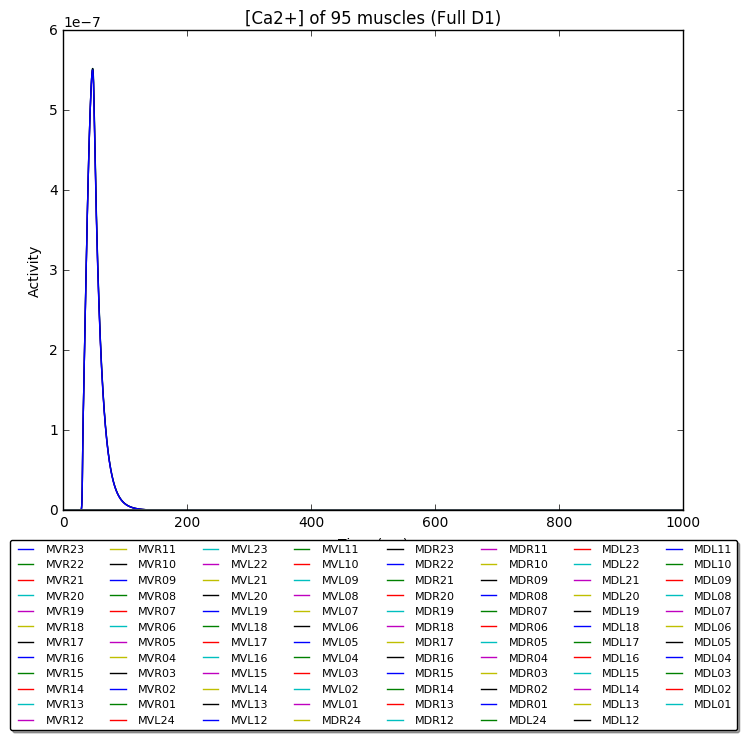 [Ca2+] of 95 muscles (Full D1)
1e−7
6
5
4
3
2
1
0
Activity
0 200 400 600 800 1000
MVR23 MVR11 MVL23 MVL11 MDR23 MDR11 MDL23 MDL11
MVR22 MVR10 MVL22 MVL10 MDR22 MDR10 MDL22 MDL10
MVR21 MVR09 MVL21 MVL09 MDR21 MDR09 MDL21 MDL09
MVR20 MVR08 MVL20 MVL08 MDR20 MDR08 MDL20 MDL08
MVR19 MVR07 MVL19 MVL07 MDR19 MDR07 MDL19 MDL07
MVR18 MVR06 MVL18 MVL06 MDR18 MDR06 MDL18 MDL06
MVR17 MVR05 MVL17 MVL05 MDR17 MDR05 MDL17 MDL05
MVR16 MVR04 MVL16 MVL04 MDR16 MDR04 MDL16 MDL04
MVR15 MVR03 MVL15 MVL03 MDR15 MDR03 MDL15 MDL03
MVR14 MVR02 MVL14 MVL02 MDR14 MDR02 MDL14 MDL02
MVR13 MVR01 MVL13 MVL01 MDR13 MDR01 MDL13 MDL01
MVR12 MVL24 MVL12 MDR24 MDR12 MDL24 MDL12